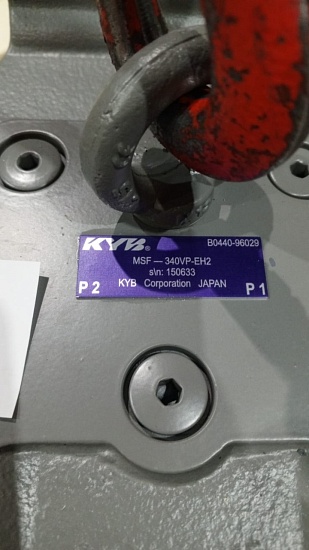 KYB® B0440-96029
MSF — 340VP-EH2
s\n: 150633
P 2 KYB Corporation JAPAN P 1